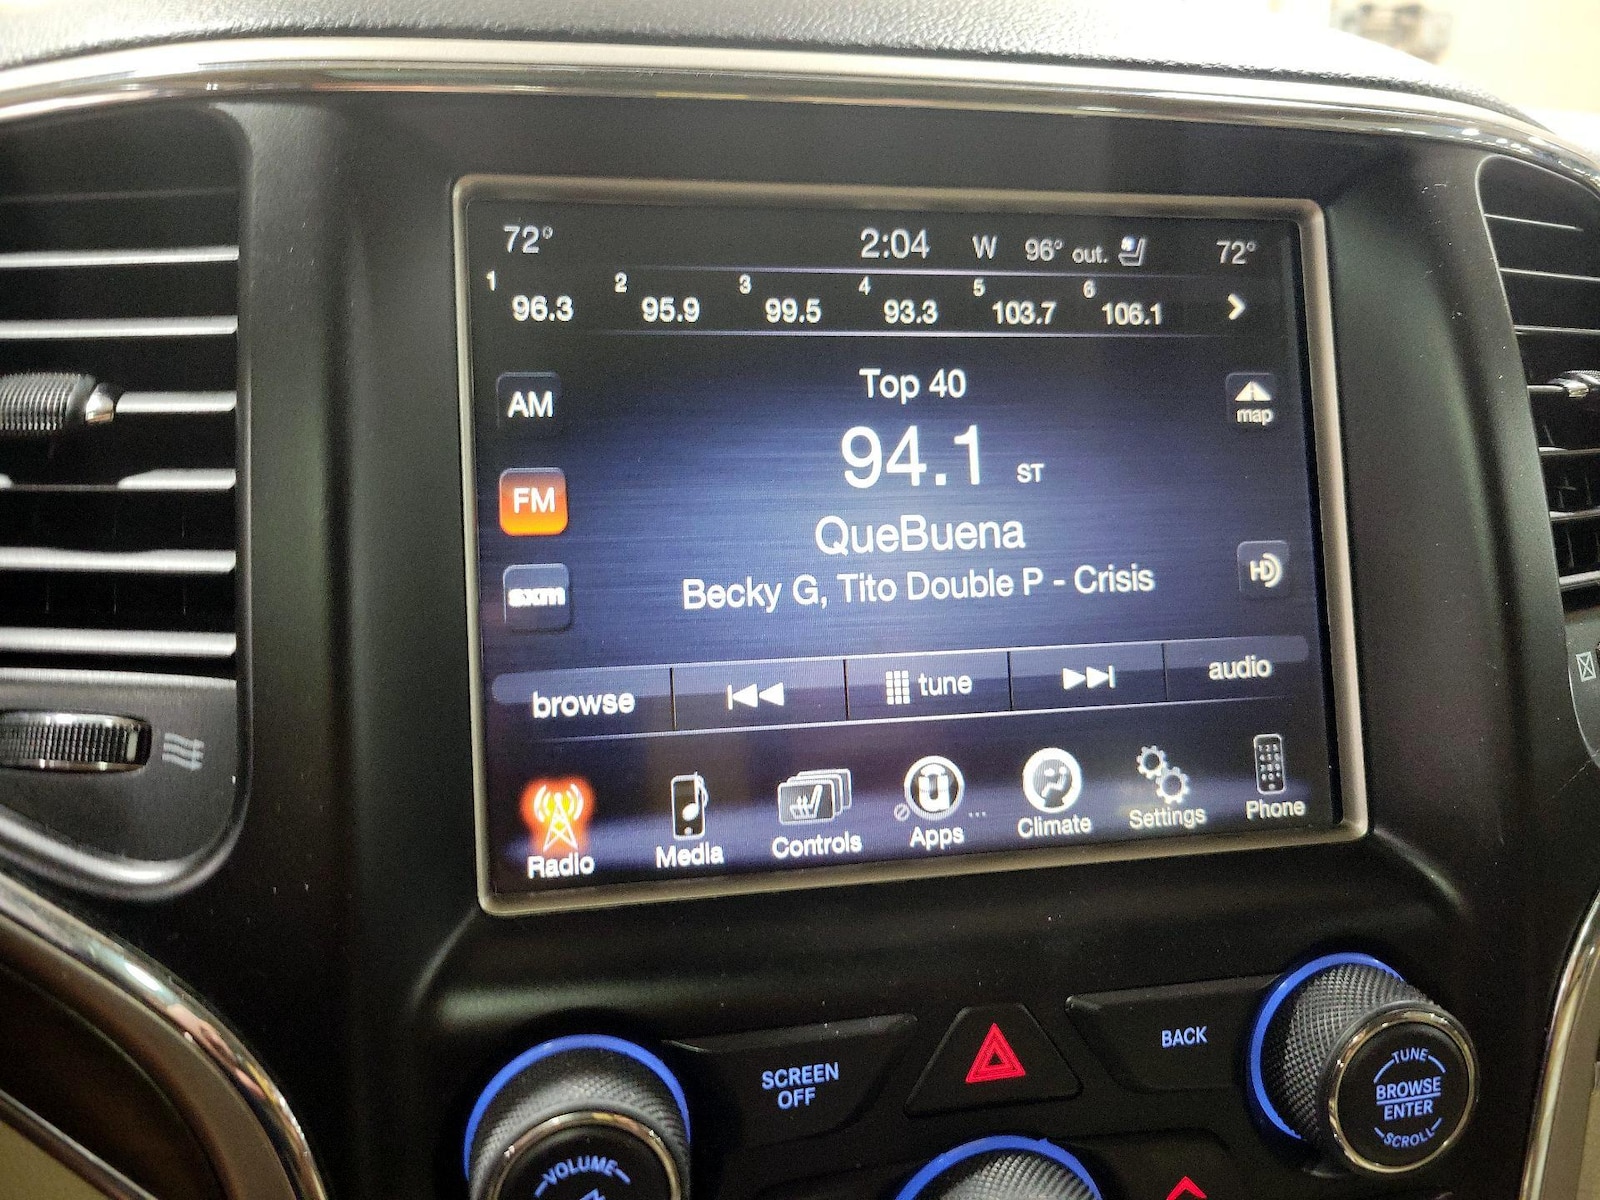 72° 2:04 W 96° out. 72°
1 96.3 2 95.9 3 99.5 4 93.3 5 103.7 6 106.1
Top 40
AM
map
94.1 ST
FM
QueBuena
HD
sxm
Becky G, Tito Double P - Crisis
browse tune audio
Radio Media Controls Apps ... Climate Settings Phone
SCREEN
OFF
BACK
TUNE
BROWSE
ENTER
SCROLL
VOLUME